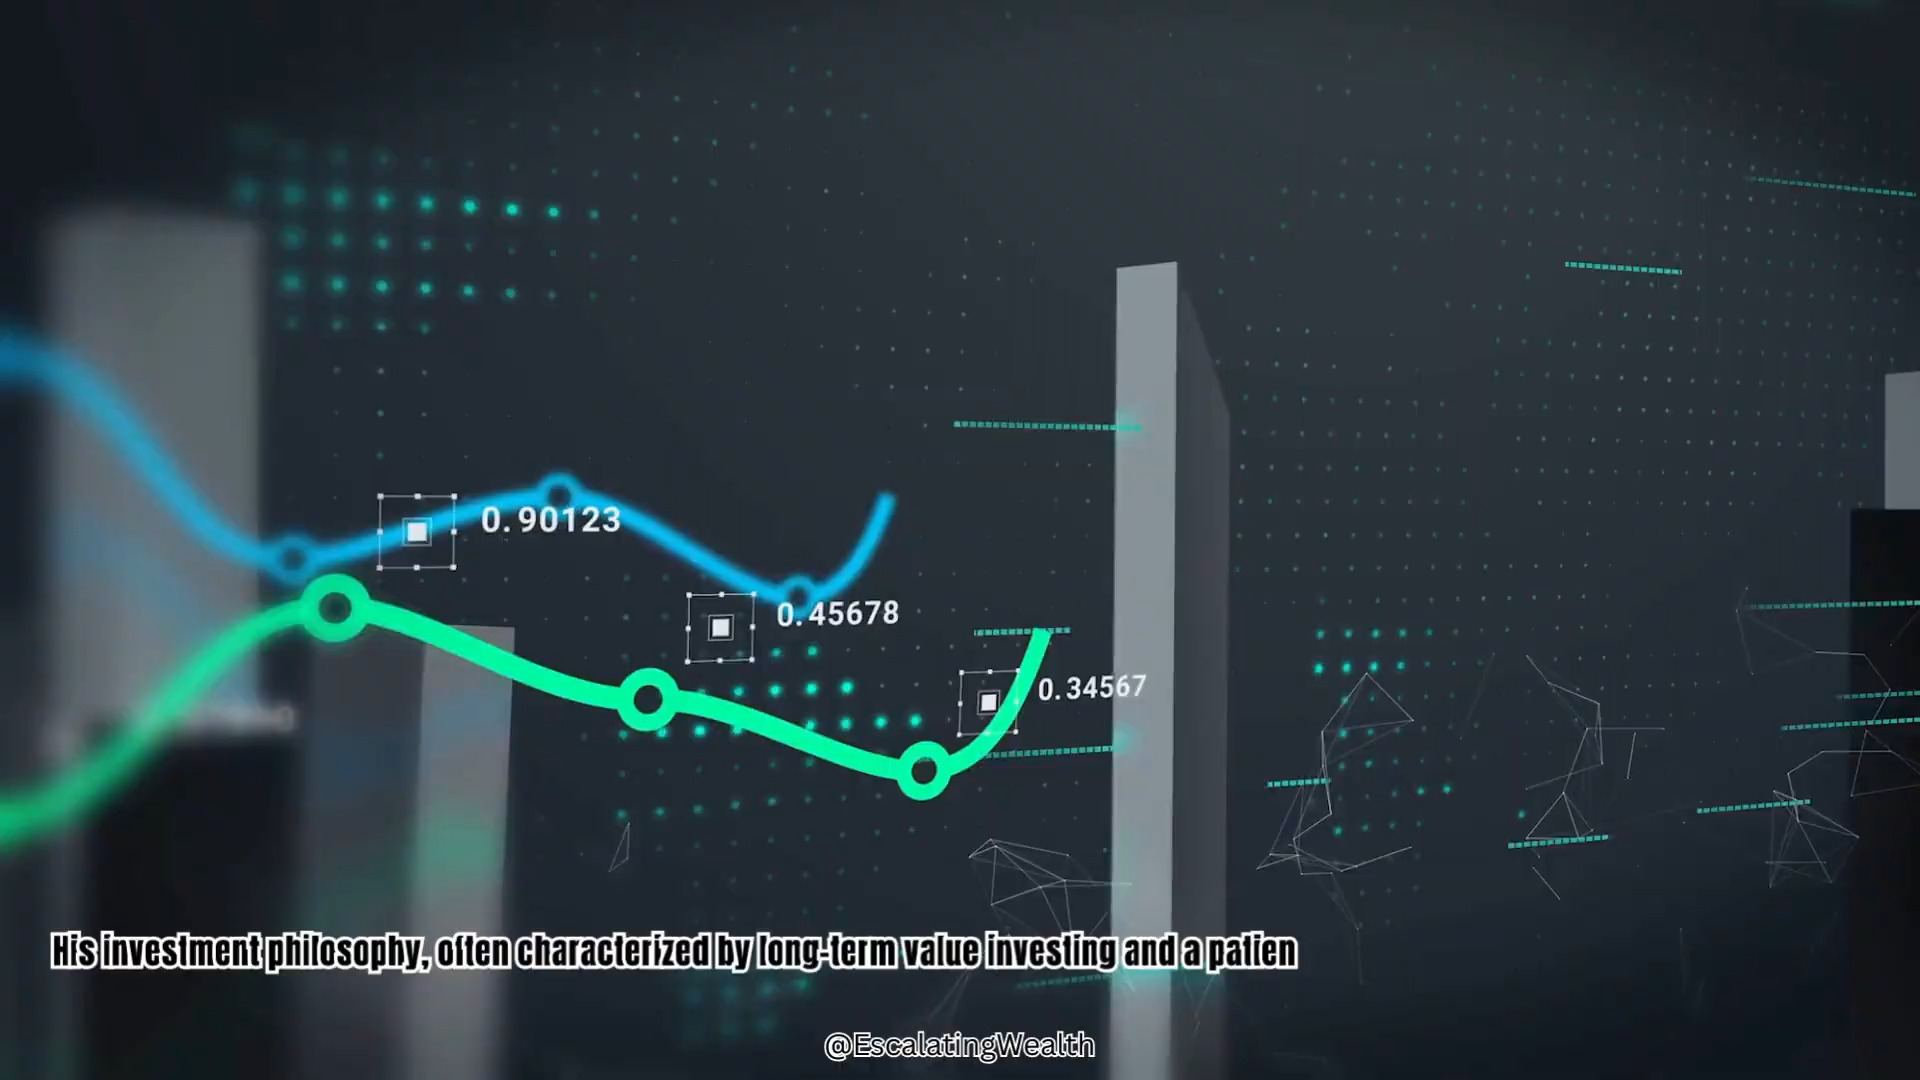 0.90123
0.45678
0.34567
His investment philosophy, often characterized by long-term value investing and a patien
@EscalatingWealth